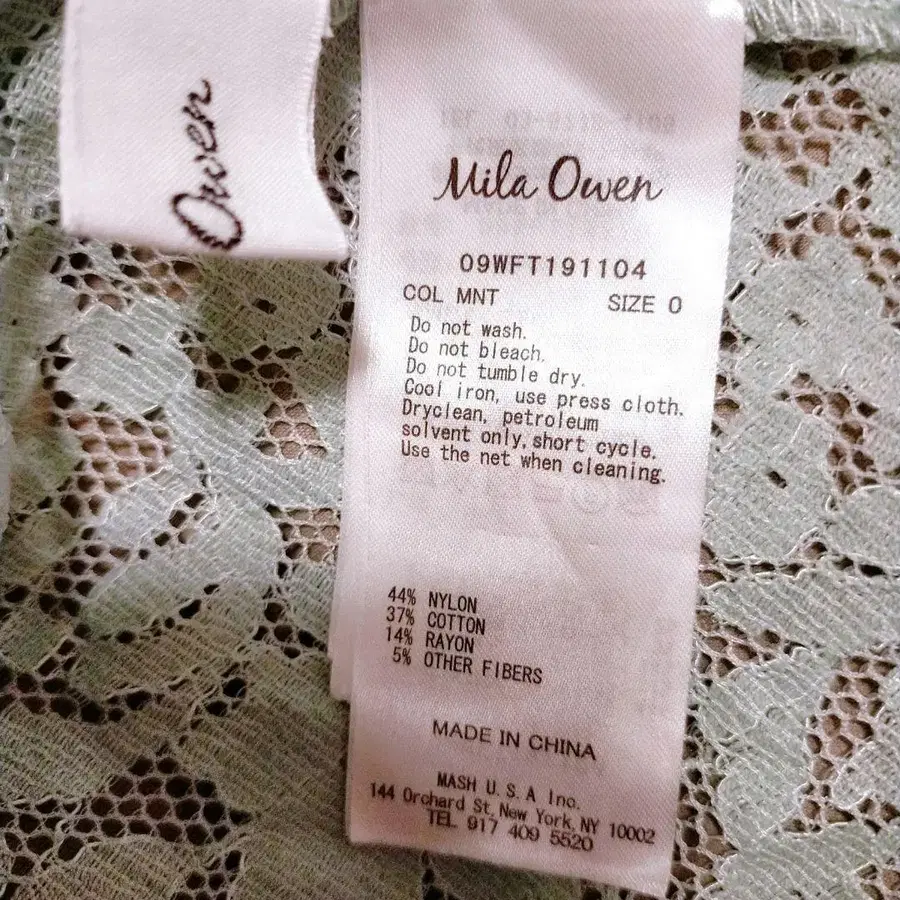 Owen
Mila Owen
09WFT191104
COL MNT SIZE 0
Do not wash.
Do not bleach.
Do not tumble dry.
Cool iron, use press cloth.
Dryclean, petroleum
solvent only, short cycle.
Use the net when cleaning.
44% NYLON
37% COTTON
14% RAYON
5% OTHER FIBERS
MADE IN CHINA
MASH U.S.A Inc.
144 Orchard St, New York, NY 10002
TEL 917 409 5520